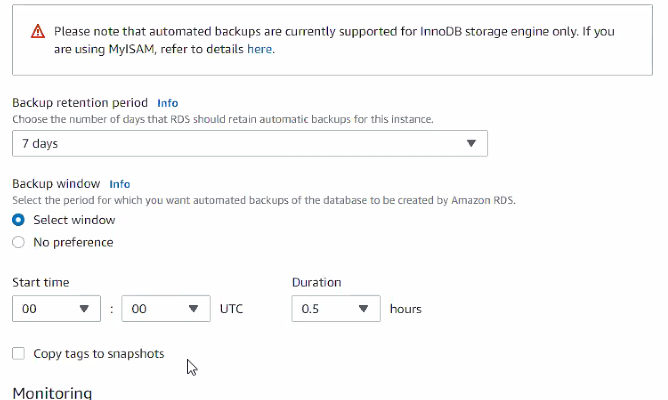 Please note that automated backups are currently supported for InnoDB storage engine only. If you
are using MyISAM, refer to details here.
Backup retention period Info
Choose the number of days that RDS should retain automatic backups for this instance.
7 days
Backup window Info
Select the period for which you want automated backups of the database to be created by Amazon RDS.
Select window
No preference
Start time Duration
00 : 00 UTC 0.5 hours
Copy tags to snapshots
Monitoring